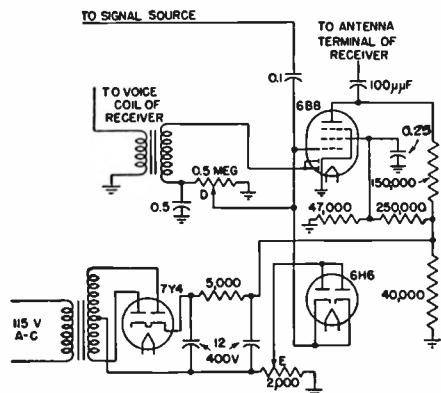 TO SIGNAL SOURCE
TO ANTENNA
TERMINAL OF
RECEIVER
0.1
100μμF
6B8
TO VOICE
COIL OF
RECEIVER
0.25
0.5 MEG
150,000
D
0.5
47,000
250,000
6H6
7Y4
5,000
40,000
115 V
A-C
12
400V
E
2,000